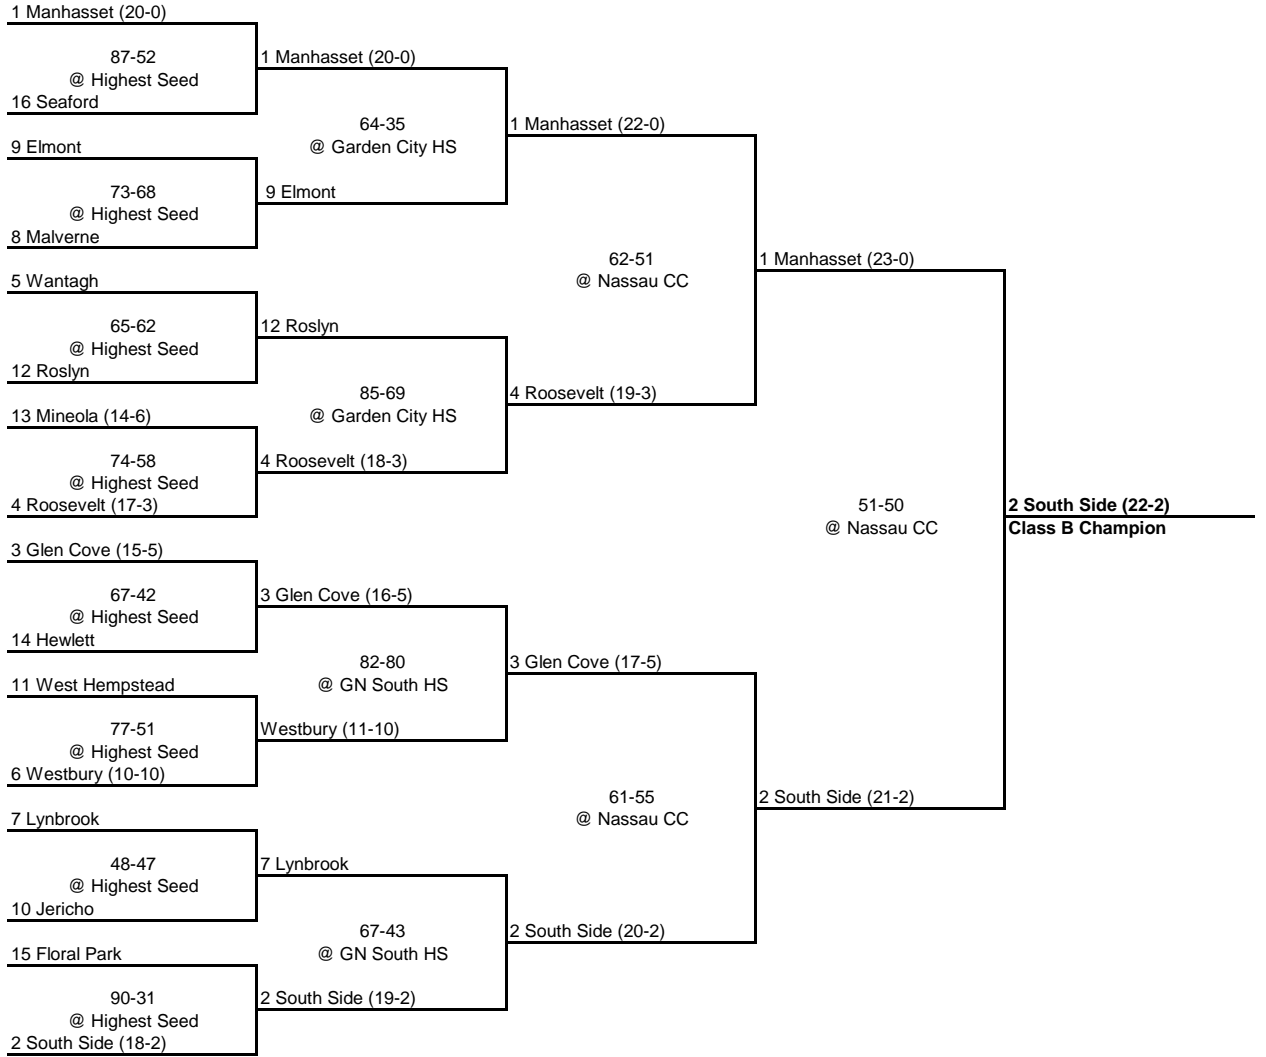 1 Manhasset (20-0)
87-52
@ Highest Seed
16 Seaford
1 Manhasset (20-0)
9 Elmont
73-68
@ Highest Seed
8 Malverne
9 Elmont
64-35
@ Garden City HS
1 Manhasset (22-0)
5 Wantagh
65-62
@ Highest Seed
12 Roslyn
12 Roslyn
13 Mineola (14-6)
74-58
@ Highest Seed
4 Roosevelt (17-3)
4 Roosevelt (18-3)
85-69
@ Garden City HS
4 Roosevelt (19-3)
62-51
@ Nassau CC
1 Manhasset (23-0)
3 Glen Cove (15-5)
67-42
@ Highest Seed
14 Hewlett
3 Glen Cove (16-5)
11 West Hempstead
77-51
@ Highest Seed
6 Westbury (10-10)
Westbury (11-10)
82-80
@ GN South HS
3 Glen Cove (17-5)
7 Lynbrook
48-47
@ Highest Seed
10 Jericho
7 Lynbrook
15 Floral Park
90-31
@ Highest Seed
2 South Side (18-2)
2 South Side (19-2)
67-43
@ GN South HS
2 South Side (20-2)
61-55
@ Nassau CC
2 South Side (21-2)
51-50
@ Nassau CC
2 South Side (22-2)
Class B Champion